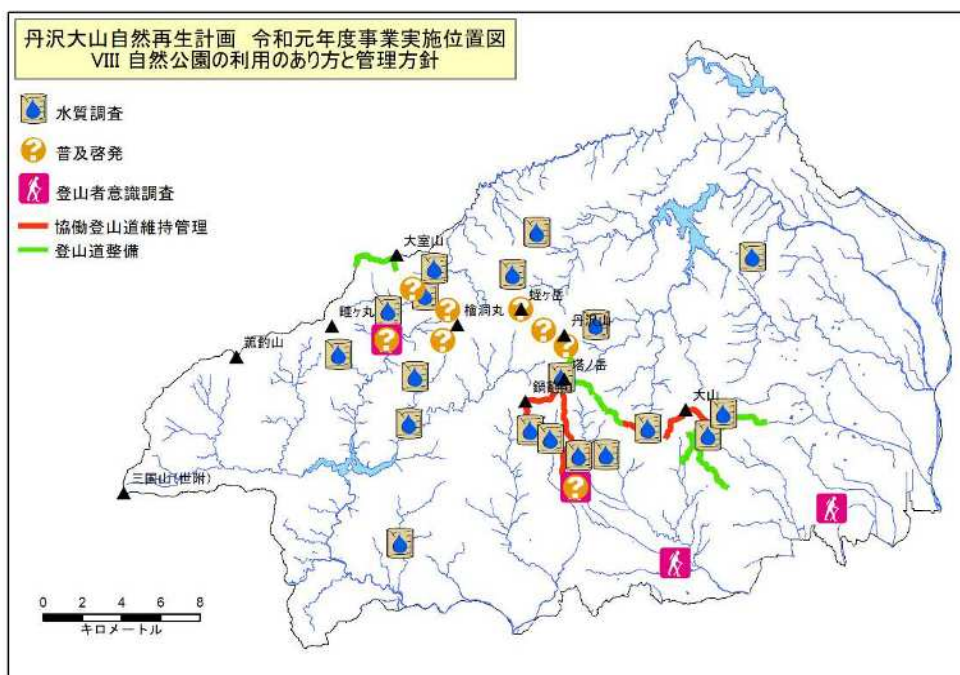 丹沢大山自然再生計画 令和元年度事業実施位置図
VIII 自然公園の利用のあり方と管理方針
水質調査
普及啓発
登山者意識調査
協働登山道維持管理
登山道整備
大室山
蛭ヶ岳
畦ヶ丸
檜洞丸
丹沢山
菰釣山
塔ノ岳
大山
三国山(世附)
0 2 4 6 8
キロメートル